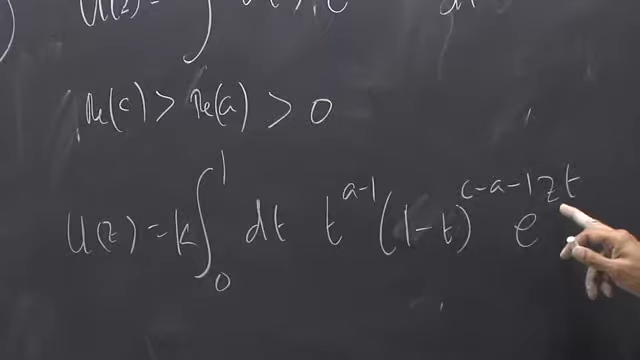 U(z) = ∫
Re(c) > Re(a) > 0
U(z) = k ∫₀¹ dt t^{a-1} (1-t)^{c-a-1} e^{zt}